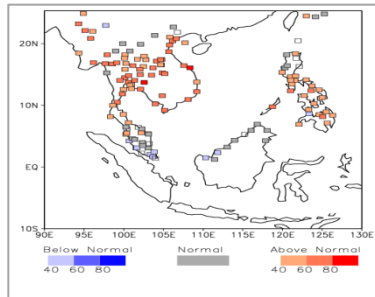 20N
10N
EQ
10S
90E 95E 100E 105E 110E 115E 120E 125E 130E
Below Normal Normal Above Normal
40 60 80 40 60 80